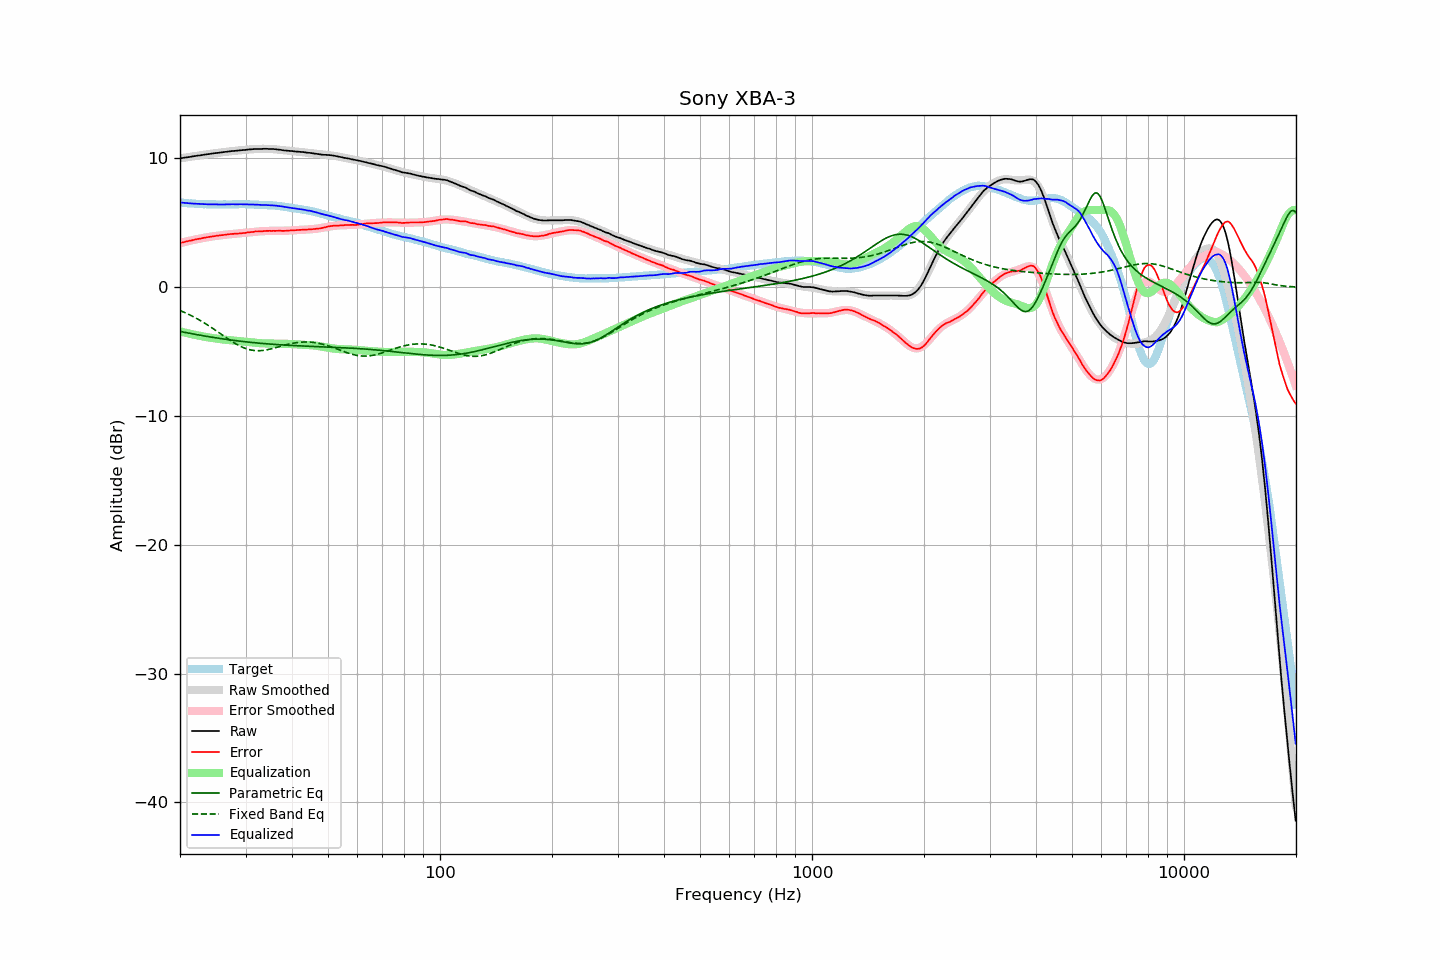 Sony XBA-3
Amplitude (dBr)
10
0
−10
−20
−30
−40
Target
Raw Smoothed
Error Smoothed
Raw
Error
Equalization
Parametric Eq
Fixed Band Eq
Equalized
100
1000
10000
Frequency (Hz)